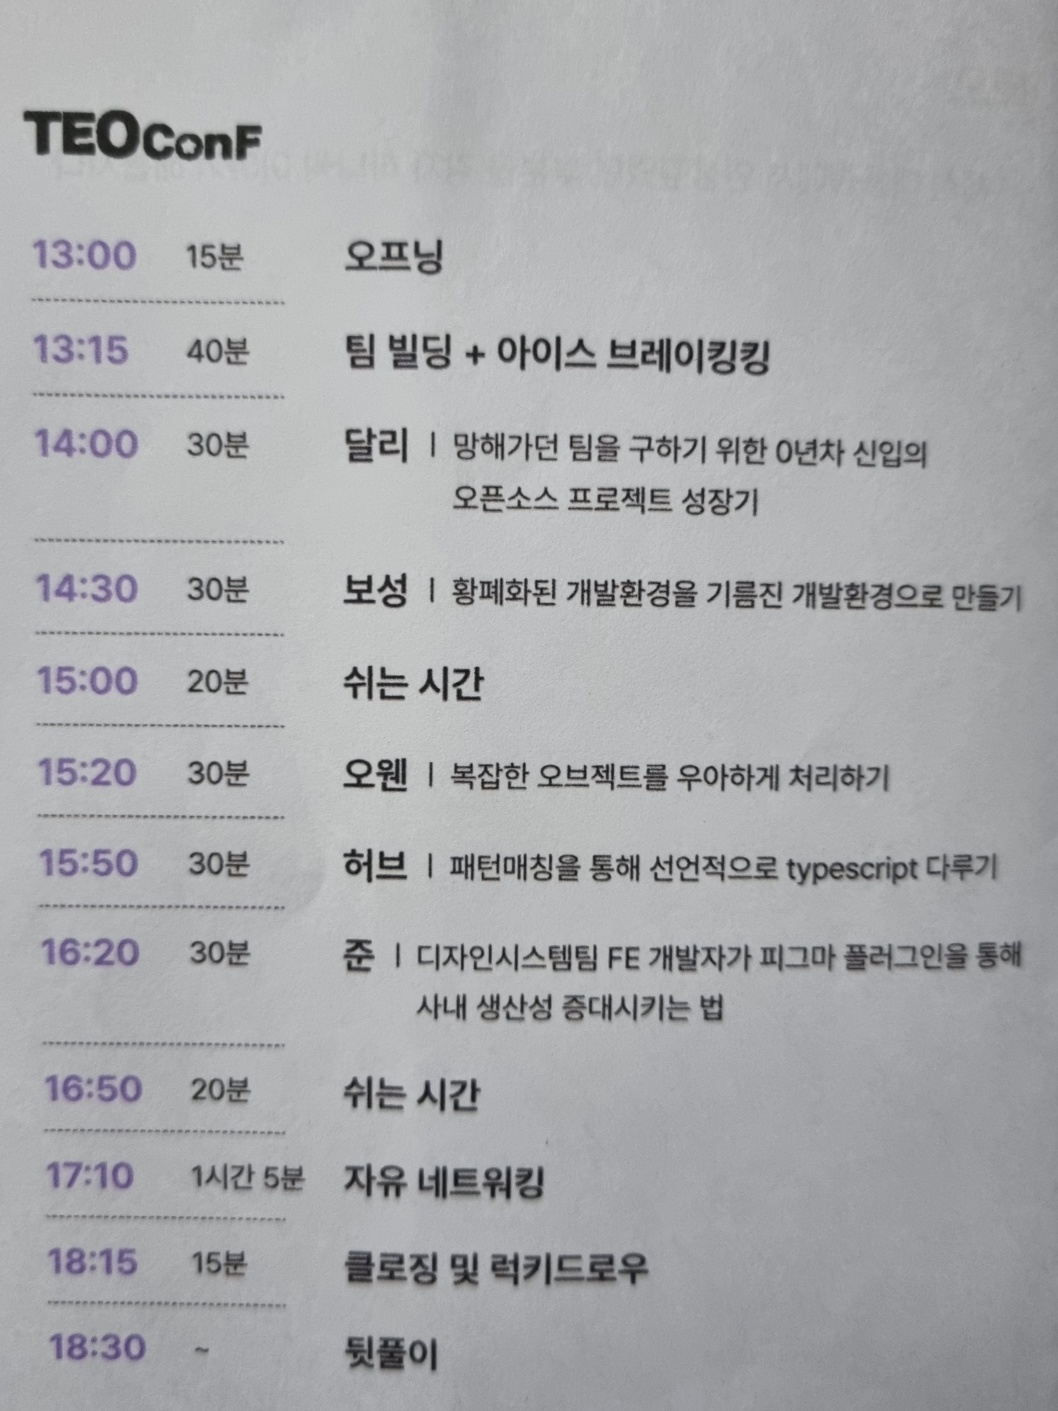 TEOConF
13:00 15분 오프닝
13:15 40분 팀 빌딩 + 아이스 브레이킹킹
14:00 30분 달리 | 망해가던 팀을 구하기 위한 0년차 신입의
오픈소스 프로젝트 성장기
14:30 30분 보성 | 황폐화된 개발환경을 기름진 개발환경으로 만들기
15:00 20분 쉬는 시간
15:20 30분 오웬 | 복잡한 오브젝트를 우아하게 처리하기
15:50 30분 허브 | 패턴매칭을 통해 선언적으로 typescript 다루기
16:20 30분 준 | 디자인시스템팀 FE 개발자가 피그마 플러그인을 통해
사내 생산성 증대시키는 법
16:50 20분 쉬는 시간
17:10 1시간 5분 자유 네트워킹
18:15 15분 클로징 및 럭키드로우
18:30 ~ 뒷풀이